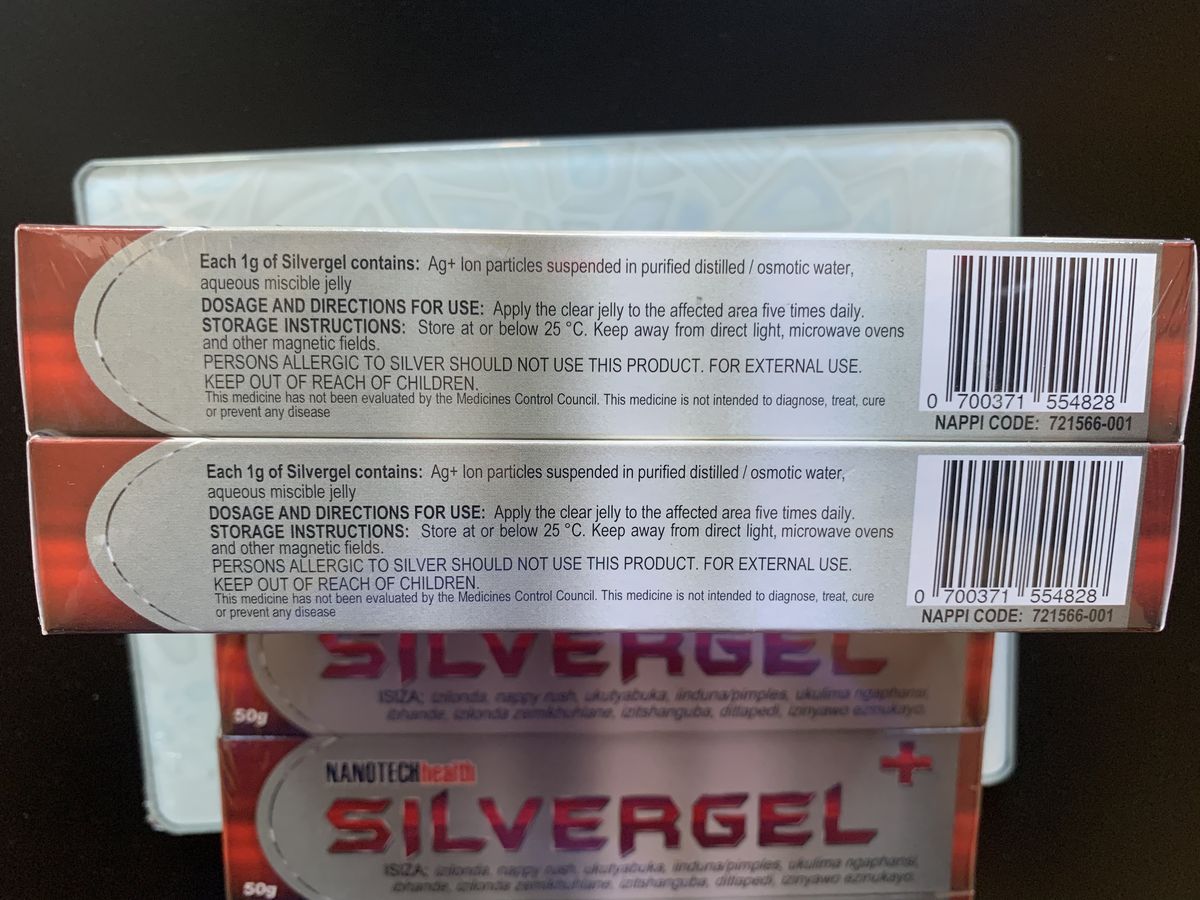 Each 1g of Silvergel contains: Ag+ Ion particles suspended in purified distilled / osmotic water,
aqueous miscible jelly
DOSAGE AND DIRECTIONS FOR USE: Apply the clear jelly to the affected area five times daily.
STORAGE INSTRUCTIONS: Store at or below 25 °C. Keep away from direct light, microwave ovens
and other magnetic fields.
PERSONS ALLERGIC TO SILVER SHOULD NOT USE THIS PRODUCT. FOR EXTERNAL USE.
KEEP OUT OF REACH OF CHILDREN.
This medicine has not been evaluated by the Medicines Control Council. This medicine is not intended to diagnose, treat, cure
or prevent any disease
0 700371 554828
NAPPI CODE: 721566-001
Each 1g of Silvergel contains: Ag+ Ion particles suspended in purified distilled / osmotic water,
aqueous miscible jelly
DOSAGE AND DIRECTIONS FOR USE: Apply the clear jelly to the affected area five times daily.
STORAGE INSTRUCTIONS: Store at or below 25 °C. Keep away from direct light, microwave ovens
and other magnetic fields.
PERSONS ALLERGIC TO SILVER SHOULD NOT USE THIS PRODUCT. FOR EXTERNAL USE.
KEEP OUT OF REACH OF CHILDREN.
This medicine has not been evaluated by the Medicines Control Council. This medicine is not intended to diagnose, treat, cure
or prevent any disease
0 700371 554828
NAPPI CODE: 721566-001
SILVERGEL
ISIZA; izilonda, nappy rush, ukutyabuka, iinduna/pimples, ukulima ngaphansi,
ibhande, izilonda zemikhuhlane, izitshanguba, dillapedi, izinyawo ezinukayo.
50g
NANOTECHhealth
SILVERGEL
ISIZA; izilonda, nappy rush, ukutyabuka, iinduna/pimples, ukulima ngaphansi,
ibhande, izilonda zemikhuhlane, izitshanguba, dillapedi, izinyawo ezinukayo.
50g